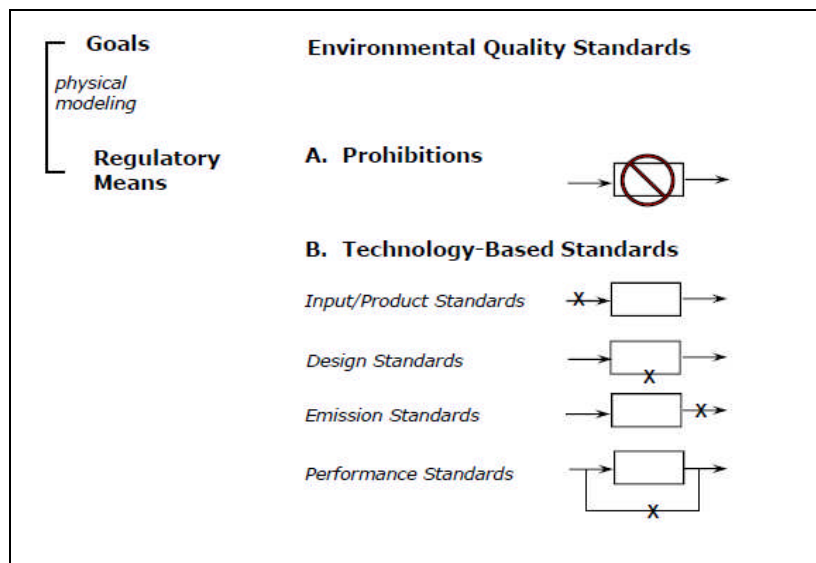 Goals
Environmental Quality Standards
physical
modeling
Regulatory
Means
A. Prohibitions
B. Technology-Based Standards
Input/Product Standards
X
Design Standards
X
Emission Standards
X
Performance Standards
X